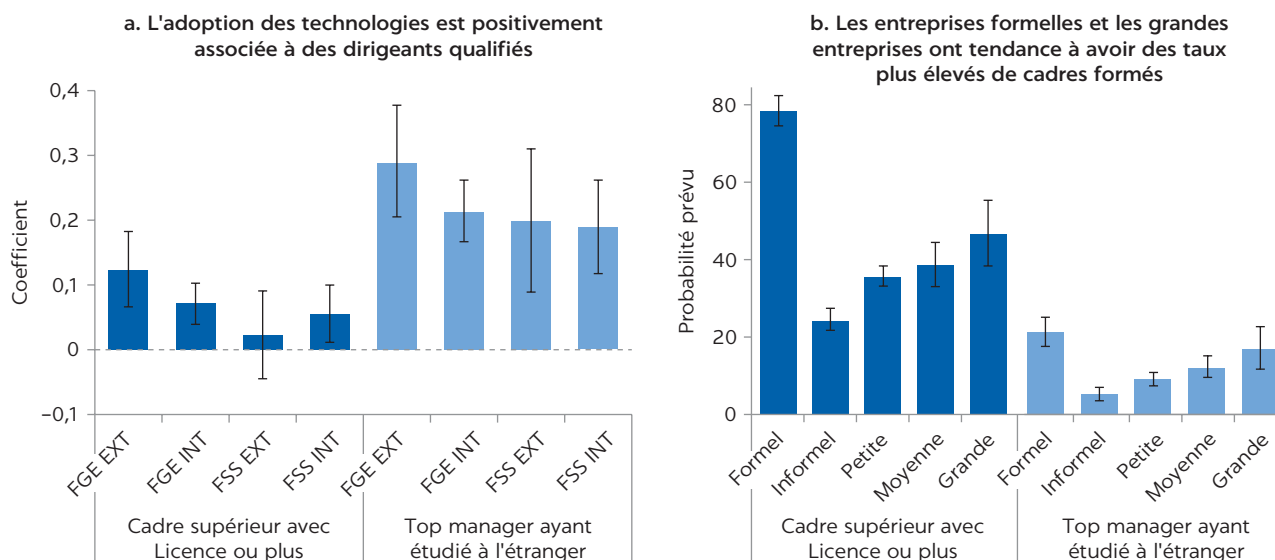 a. L'adoption des technologies est positivement
associée à des dirigeants qualifiés
Coefficient
0,4
0,3
0,2
0,1
0
–0,1
FGE EXT
FGE INT
FSS EXT
FSS INT
FGE EXT
FGE INT
FSS EXT
FSS INT
Cadre supérieur avec
Licence ou plus
Top manager ayant
étudié à l'étranger
b. Les entreprises formelles et les grandes
entreprises ont tendance à avoir des taux
plus élevés de cadres formés
Probabilité prévu
80
60
40
20
0
Formel
Informel
Petite
Moyenne
Grande
Formel
Informel
Petite
Moyenne
Grande
Cadre supérieur avec
Licence ou plus
Top manager ayant
étudié à l'étranger